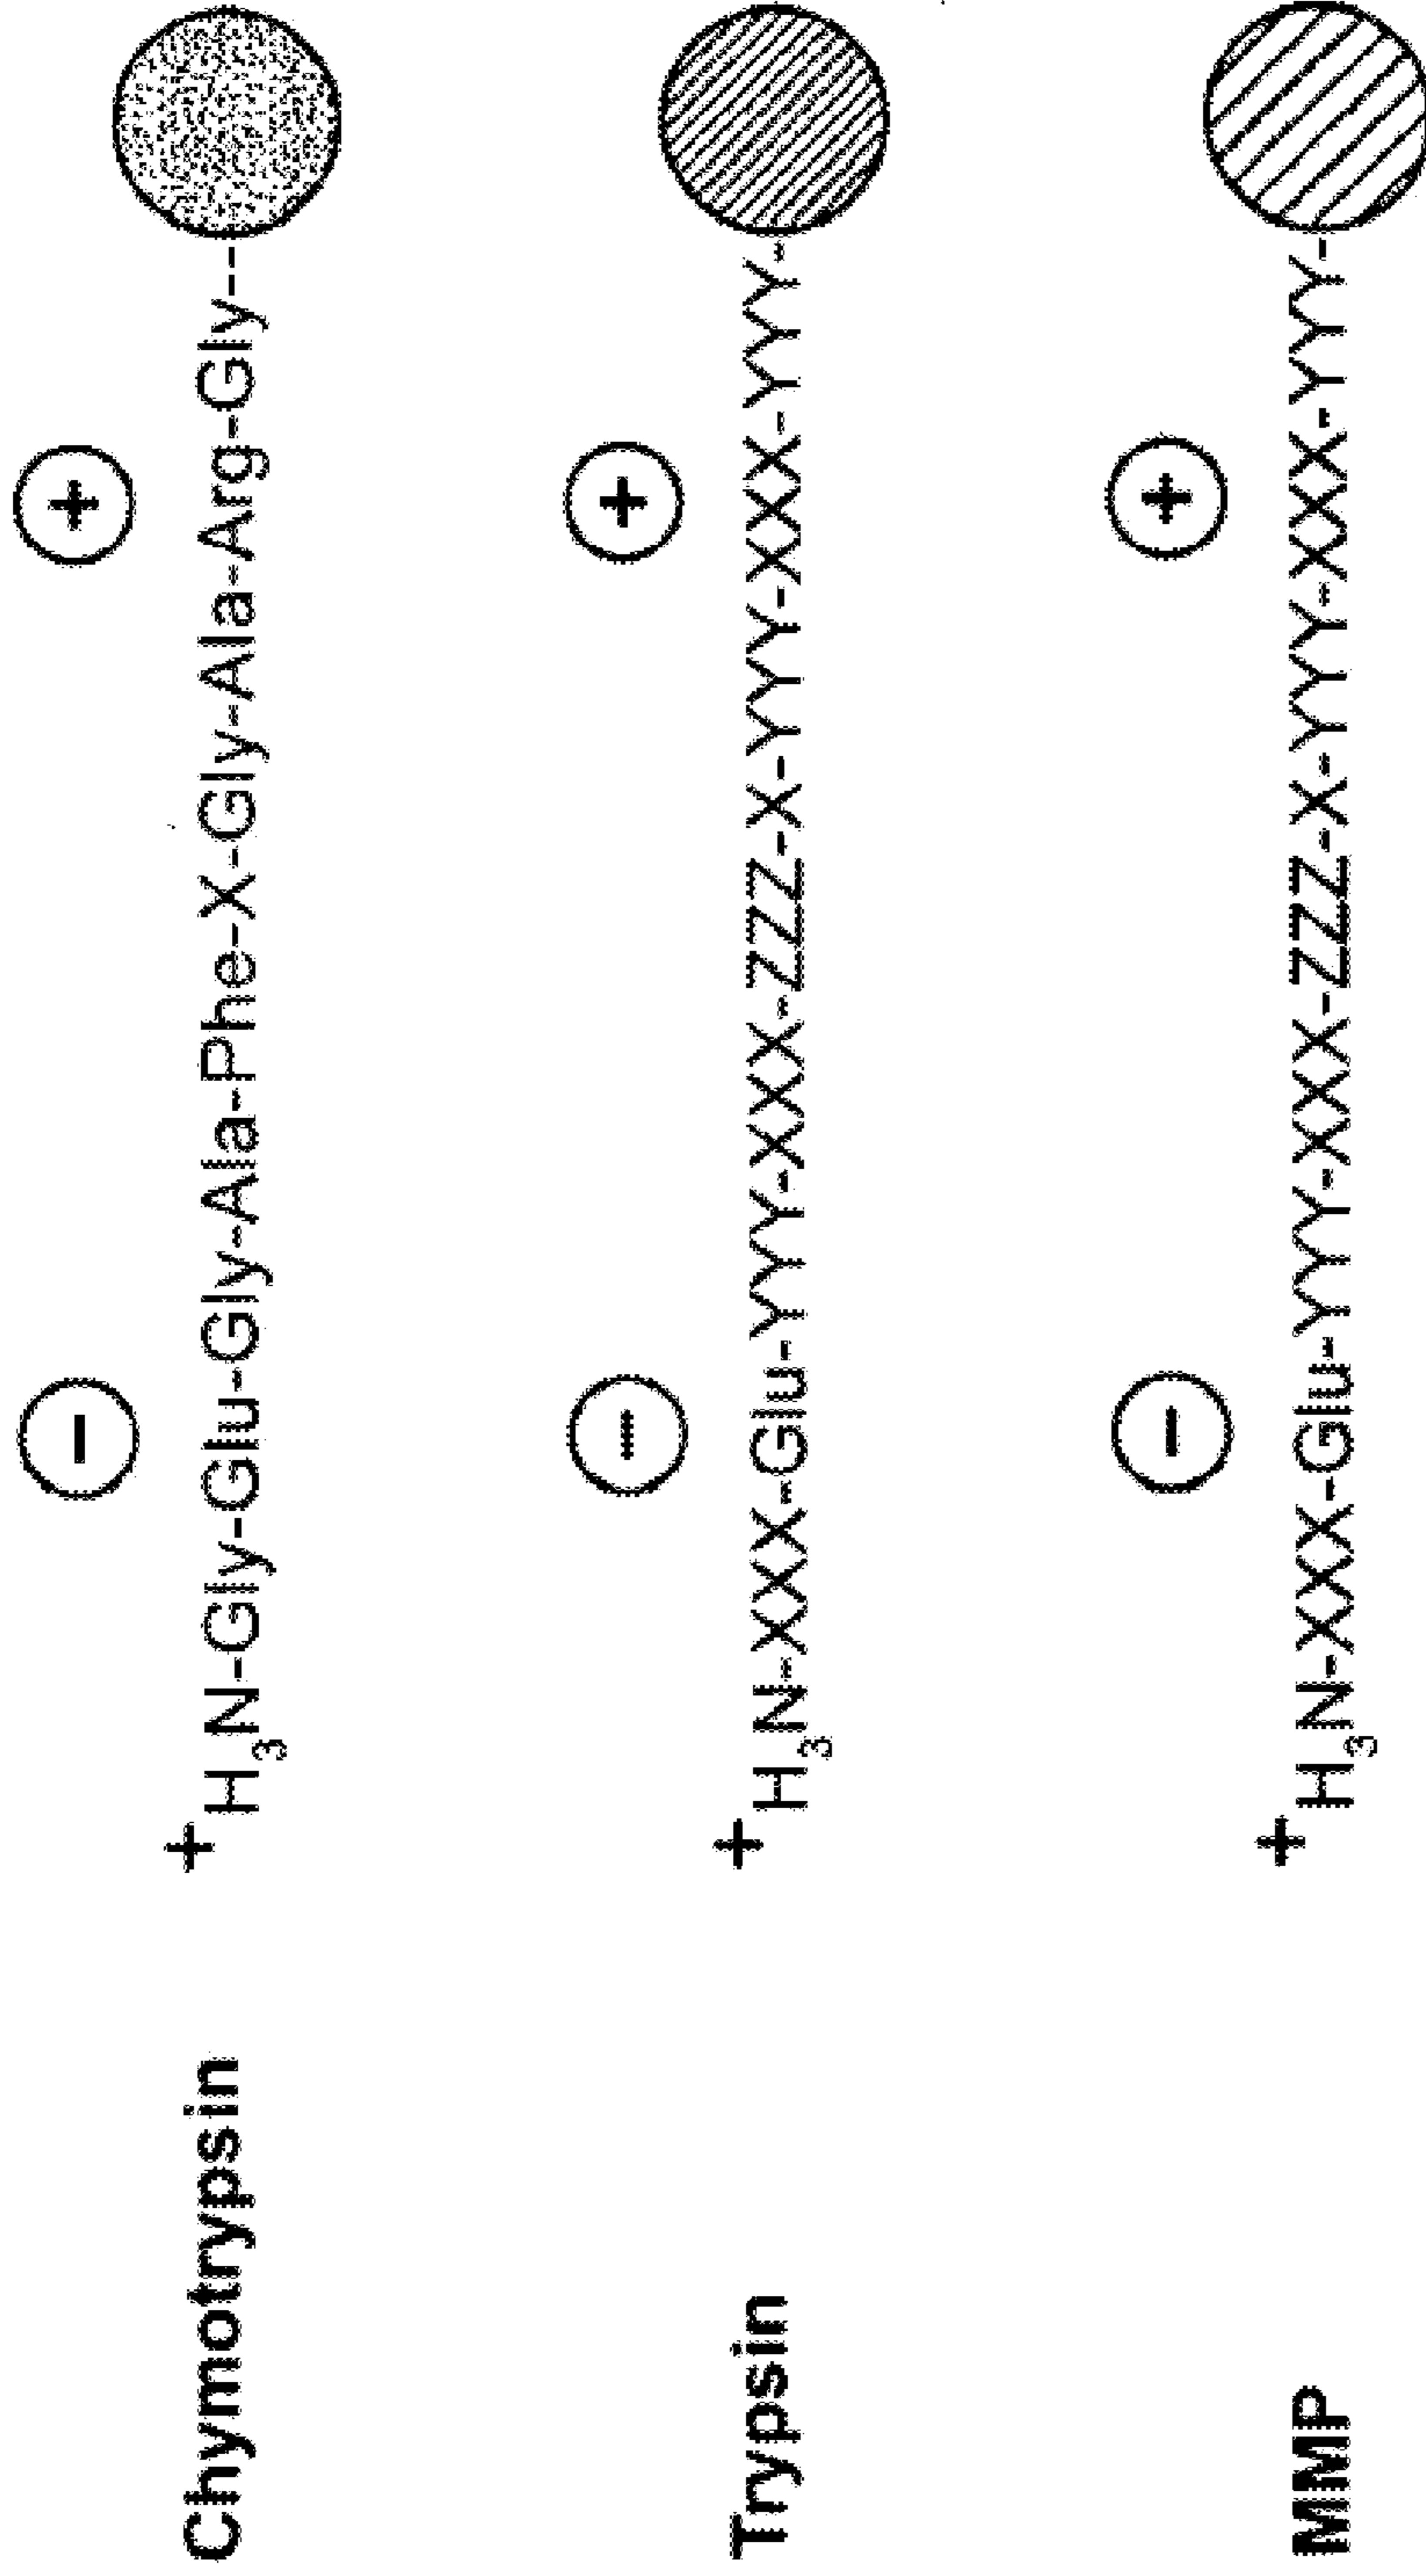 Chymotrypsin +H3N-Gly-Glu-Gly-Ala-Phe-X-Gly-Ala-Arg-Gly--
− +
Trypsin +H3N-XXX-Glu-YYY-XXX-ZZZ-X-YYY-XXX-YYY-
− +
MMP +H3N-XXX-Glu-YYY-XXX-ZZZ-X-YYY-XXX-YYY-
− +